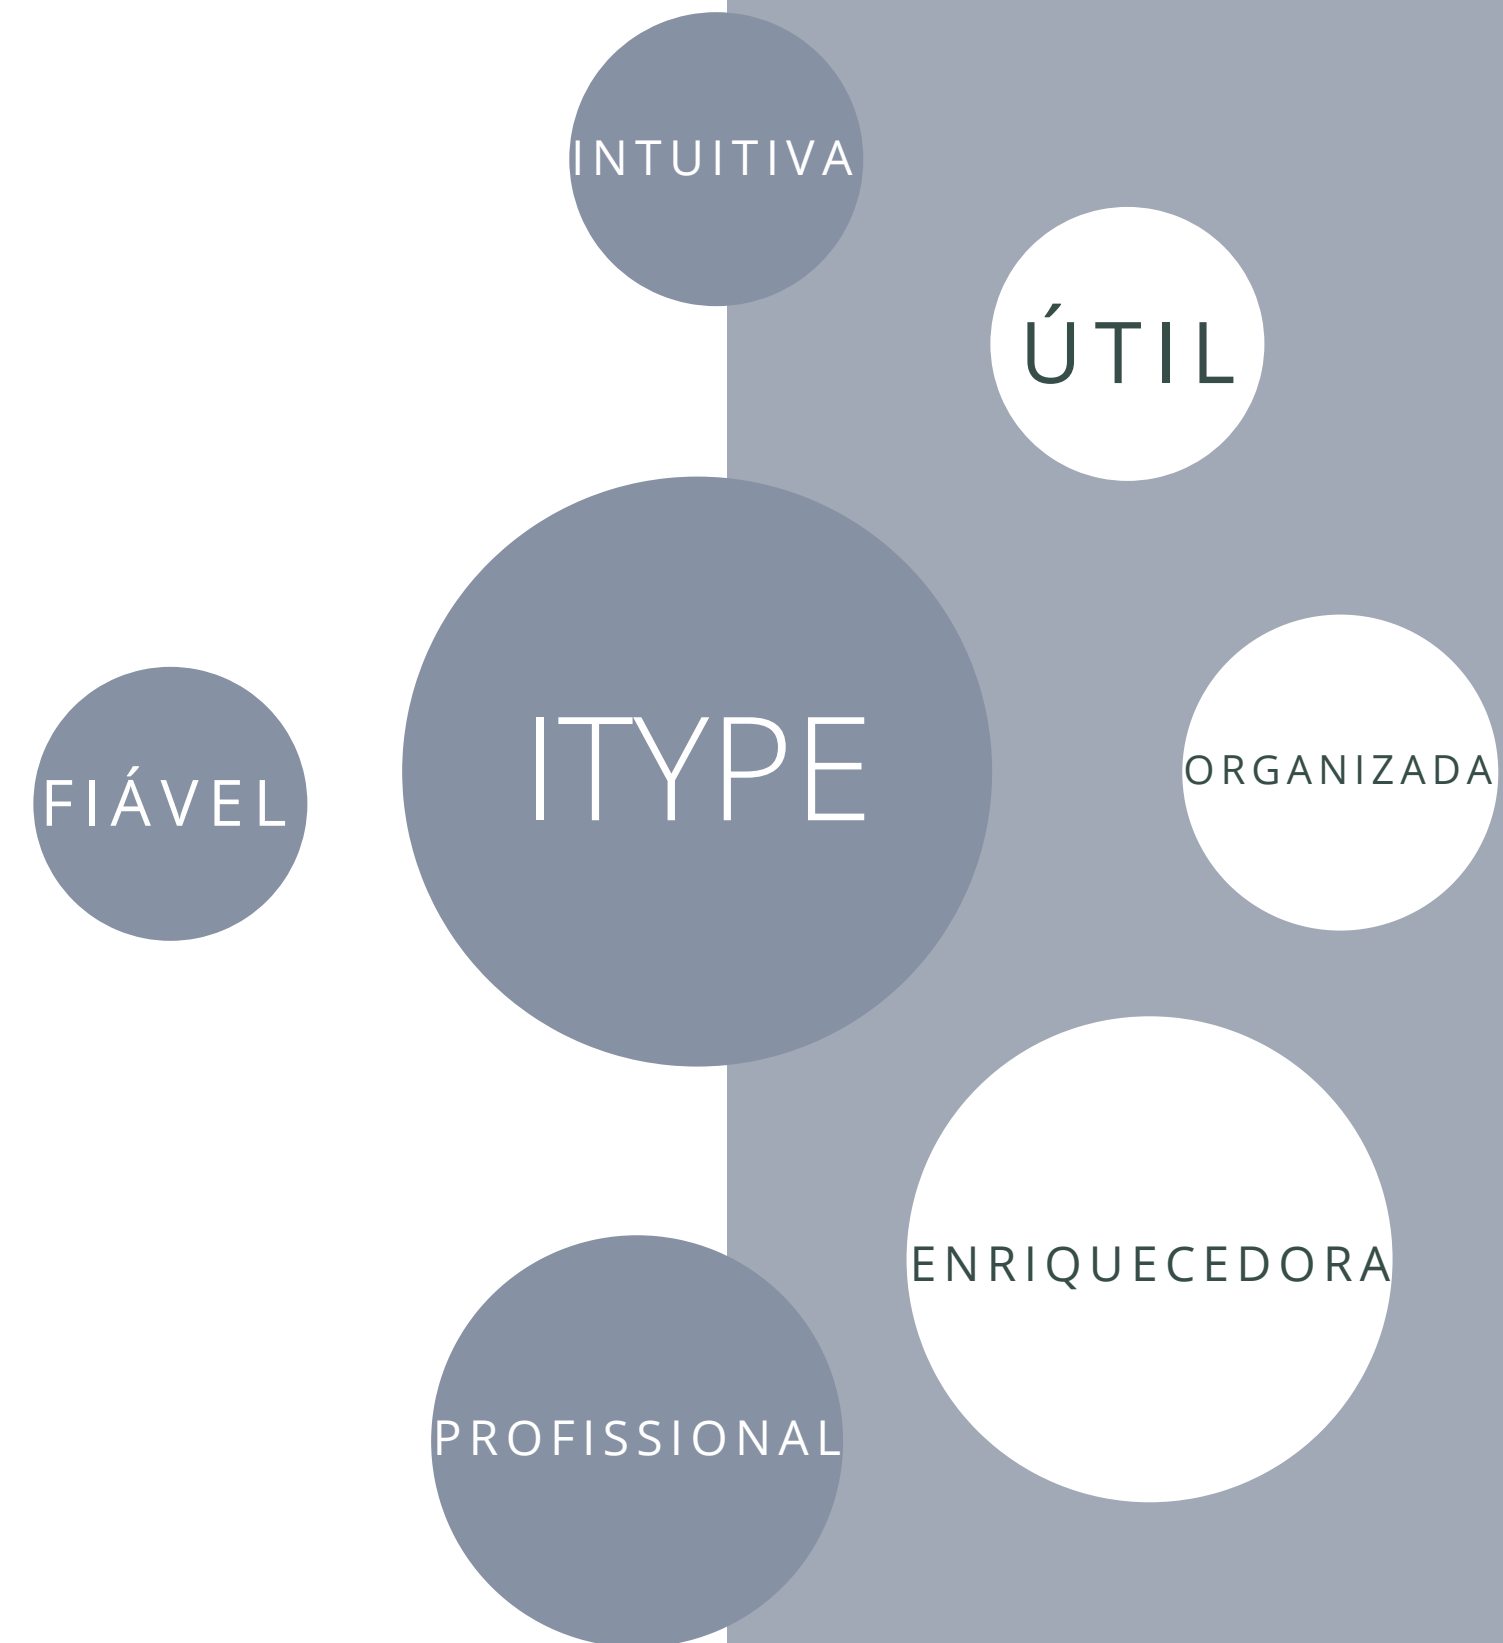 INTUITIVA
ÚTIL
ITYPE
ORGANIZADA
FIÁVEL
ENRIQUECEDORA
PROFISSIONAL